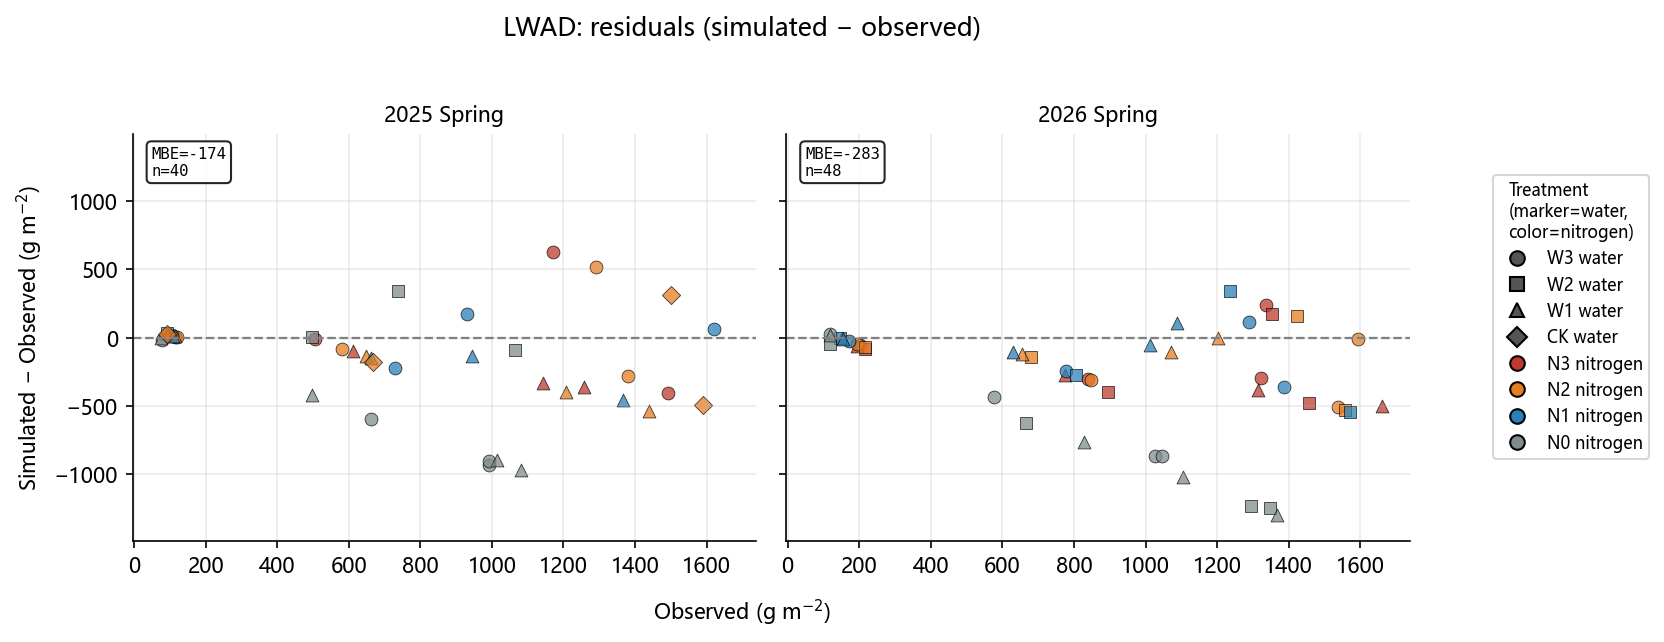 LWAD: residuals (simulated − observed)
2025 Spring
2026 Spring
MBE=-174
n=40
MBE=-283
n=48
Simulated − Observed (g m⁻²)
1000
500
0
−500
−1000
0 200 400 600 800 1000 1200 1400 1600
0 200 400 600 800 1000 1200 1400 1600
Observed (g m⁻²)
Treatment
(marker=water,
color=nitrogen)
W3 water
W2 water
W1 water
CK water
N3 nitrogen
N2 nitrogen
N1 nitrogen
N0 nitrogen